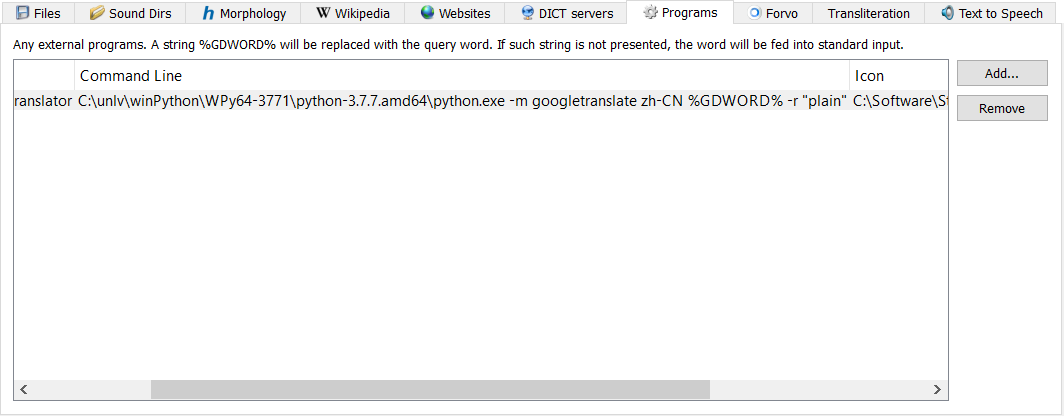 Files Sound Dirs Morphology Wikipedia Websites DICT servers Programs Forvo Transliteration Text to Speech
Any external programs. A string %GDWORD% will be replaced with the query word. If such string is not presented, the word will be fed into standard input.
Command Line Icon Add...
ranslator C:\unlv\winPython\WPy64-3771\python-3.7.7.amd64\python.exe -m googletranslate zh-CN %GDWORD% -r "plain" C:\Software\St
Remove